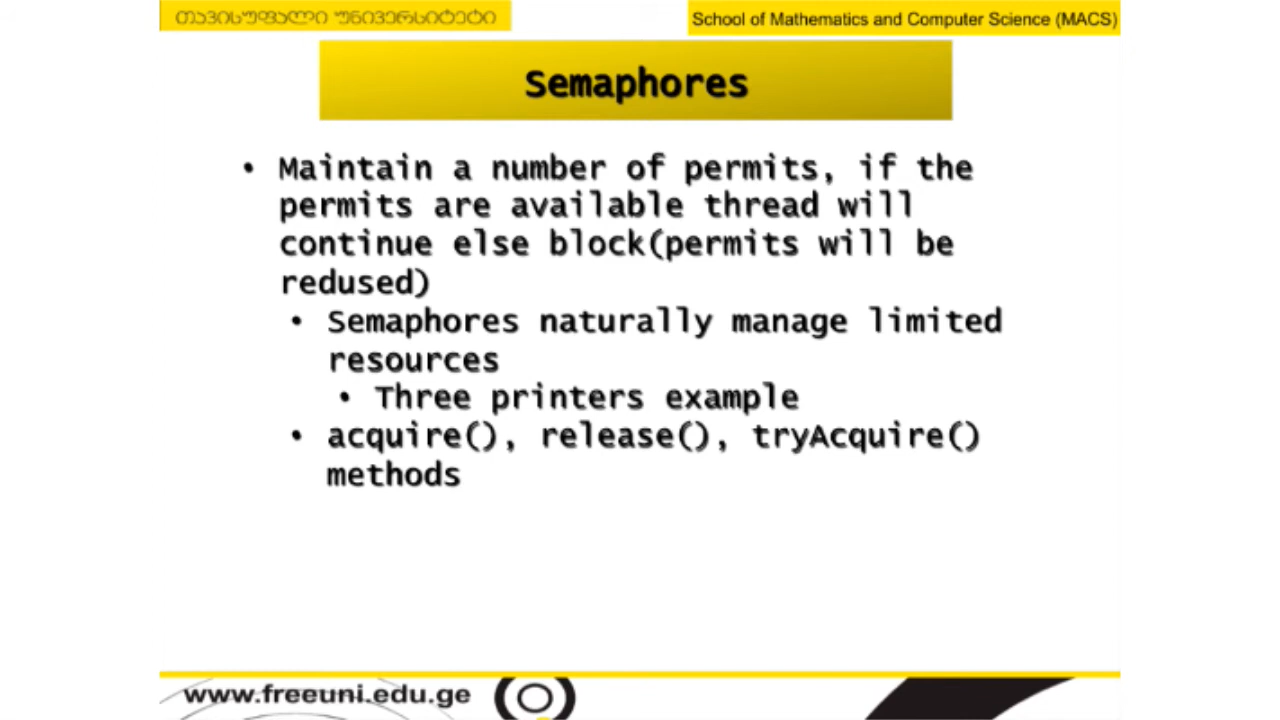 თავისუფალი უნივერსიტეტი
School of Mathematics and Computer Science (MACS)
Semaphores
• Maintain a number of permits, if the
permits are available thread will
continue else block(permits will be
redused)
• Semaphores naturally manage limited
resources
• Three printers example
• acquire(), release(), tryAcquire()
methods
www.freeuni.edu.ge